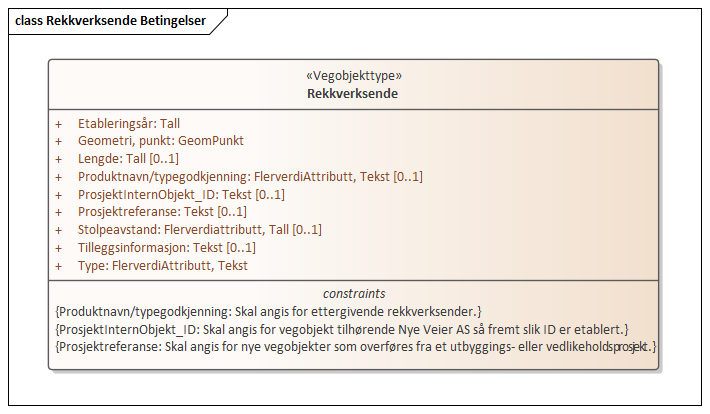 class Rekkverksende Betingelser
«Vegobjekttype»
Rekkverksende
+ Etableringsår: Tall
+ Geometri, punkt: GeomPunkt
+ Lengde: Tall [0..1]
+ Produktnavn/typegodkjenning: FlerverdiAttributt, Tekst [0..1]
+ ProsjektInternObjekt_ID: Tekst [0..1]
+ Prosjektreferanse: Tekst [0..1]
+ Stolpeavstand: Flerverdiattributt, Tall [0..1]
+ Tilleggsinformasjon: Tekst [0..1]
+ Type: FlerverdiAttributt, Tekst
constraints
{Produktnavn/typegodkjenning: Skal angis for ettergivende rekkverksender.}
{ProsjektInternObjekt_ID: Skal angis for vegobjekt tilhørende Nye Veier AS så fremt slik ID er etablert.}
{Prosjektreferanse: Skal angis for nye vegobjekter som overføres fra et utbyggings- eller vedlikeholdsprosjekt.}